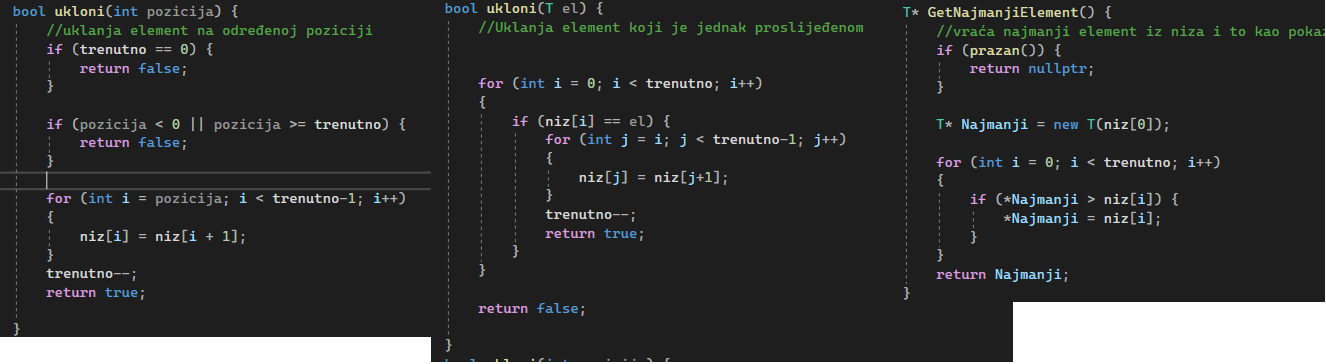 bool ukloni(int pozicija) {
//uklanja element na određenoj poziciji
if (trenutno == 0) {
return false;
}
if (pozicija < 0 || pozicija >= trenutno) {
return false;
}
for (int i = pozicija; i < trenutno-1; i++)
{
niz[i] = niz[i + 1];
}
trenutno--;
return true;
}
bool ukloni(T el) {
//Uklanja element koji je jednak proslijeđenom
for (int i = 0; i < trenutno; i++)
{
if (niz[i] == el) {
for (int j = i; j < trenutno-1; j++)
{
niz[j] = niz[j+1];
}
trenutno--;
return true;
}
}
return false;
}
T* GetNajmanjiElement() {
//vraća najmanji element iz niza i to kao
if (prazan()) {
return nullptr;
}
T* Najmanji = new T(niz[0]);
for (int i = 0; i < trenutno; i++)
{
if (*Najmanji > niz[i]) {
*Najmanji = niz[i];
}
}
return Najmanji;
}